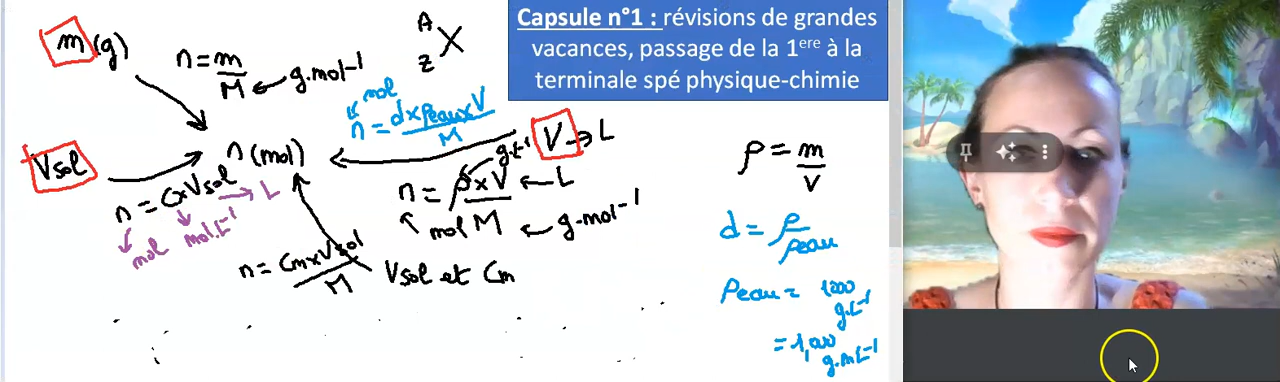 Capsule n°1 : révisions de grandes
vacances, passage de la 1ere à la
terminale spé physique-chimie
m (g)
n = m / M ← g.mol-1
A
Z X
mol
n = d x ρeau x V / M
Vsol
n (mol)
V → L
g.L-1
n = ρ x V / M ← L
mol
← g.mol-1
n = C x Vsol → L
mol mol.L-1
n = Cm x Vsol / M
Vsol et Cm
ρ = m / V
d = ρ / ρeau
ρeau = 1000 g.L-1
= 1,00 g.mL-1